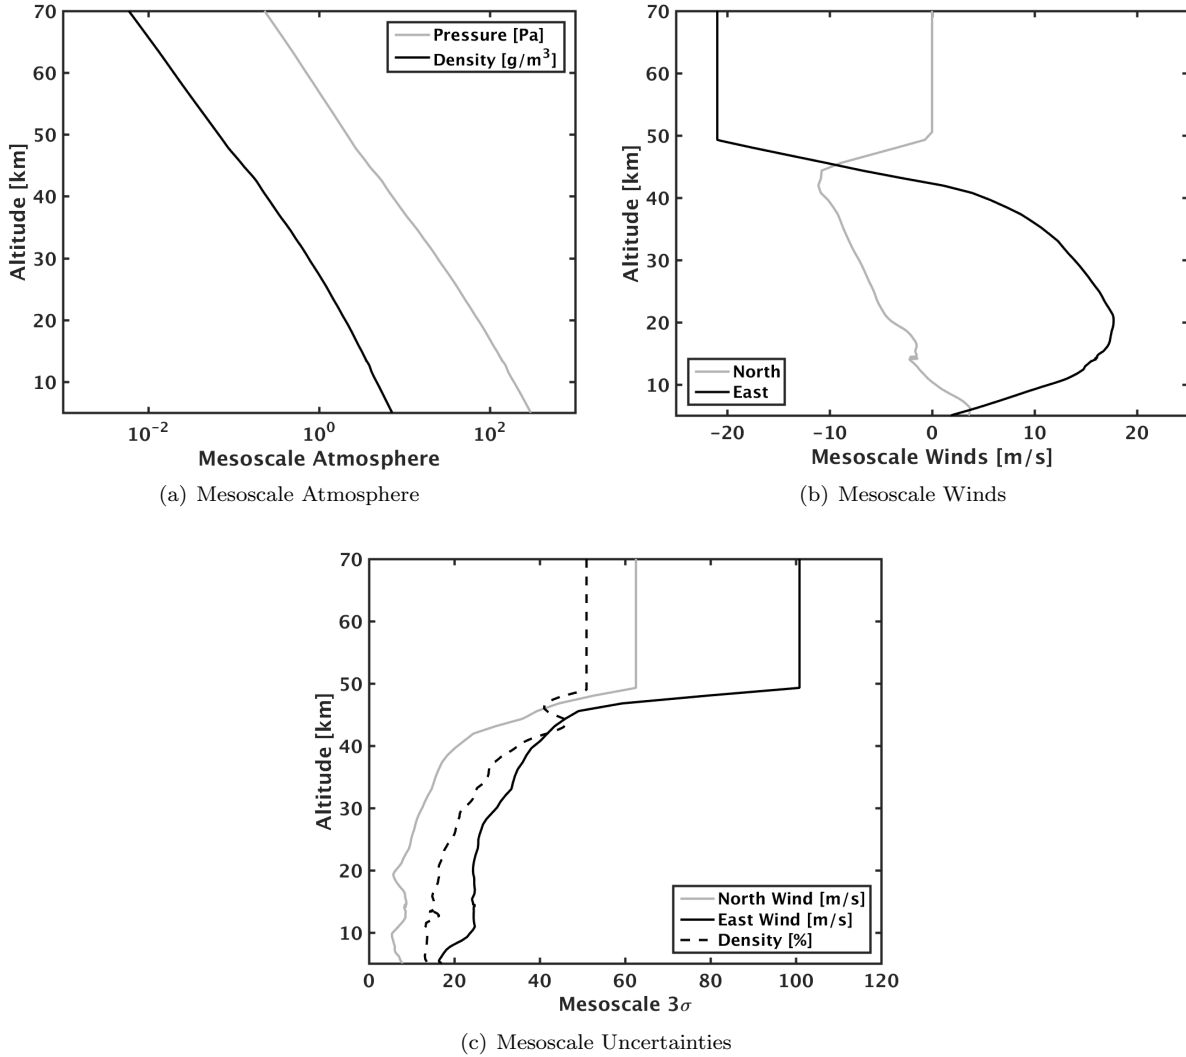 70
60
50
40
30
20
10
Altitude [km]
Pressure [Pa]
Density [g/m³]
10⁻²
10⁰
10²
Mesoscale Atmosphere
(a) Mesoscale Atmosphere
70
60
50
40
30
20
10
Altitude [km]
North
East
−20
−10
0
10
20
Mesoscale Winds [m/s]
(b) Mesoscale Winds
70
60
50
40
30
20
10
Altitude [km]
North Wind [m/s]
East Wind [m/s]
Density [%]
0
20
40
60
80
100
120
Mesoscale 3σ
(c) Mesoscale Uncertainties